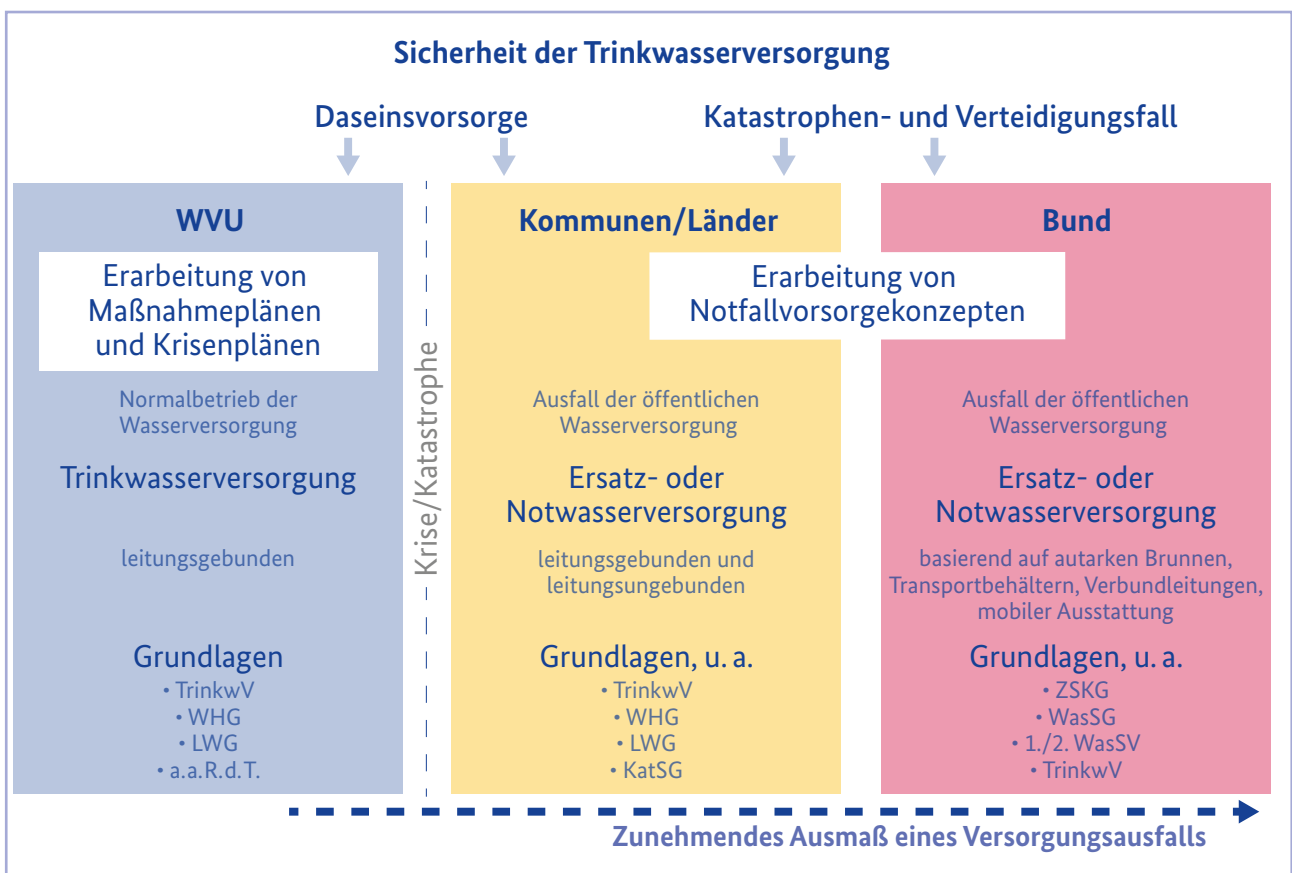 Sicherheit der Trinkwasserversorgung
Daseinsvorsorge
Katastrophen- und Verteidigungsfall
WVU
Erarbeitung von
Maßnahmeplänen
und Krisenplänen
Normalbetrieb der
Wasserversorgung
Trinkwasserversorgung
leitungsgebunden
Grundlagen
• TrinkwV
• WHG
• LWG
• a.a.R.d.T.
Krise/Katastrophe
Kommunen/Länder
Erarbeitung von
Notfallvorsorgekonzepten
Ausfall der öffentlichen
Wasserversorgung
Ersatz- oder
Notwasserversorgung
leitungsgebunden und
leitungsungebunden
Grundlagen, u. a.
• TrinkwV
• WHG
• LWG
• KatSG
Bund
Ausfall der öffentlichen
Wasserversorgung
Ersatz- oder
Notwasserversorgung
basierend auf autarken Brunnen,
Transportbehältern, Verbundleitungen,
mobiler Ausstattung
Grundlagen, u. a.
• ZSKG
• WasSG
• 1./2. WasSV
• TrinkwV
Zunehmendes Ausmaß eines Versorgungsausfalls